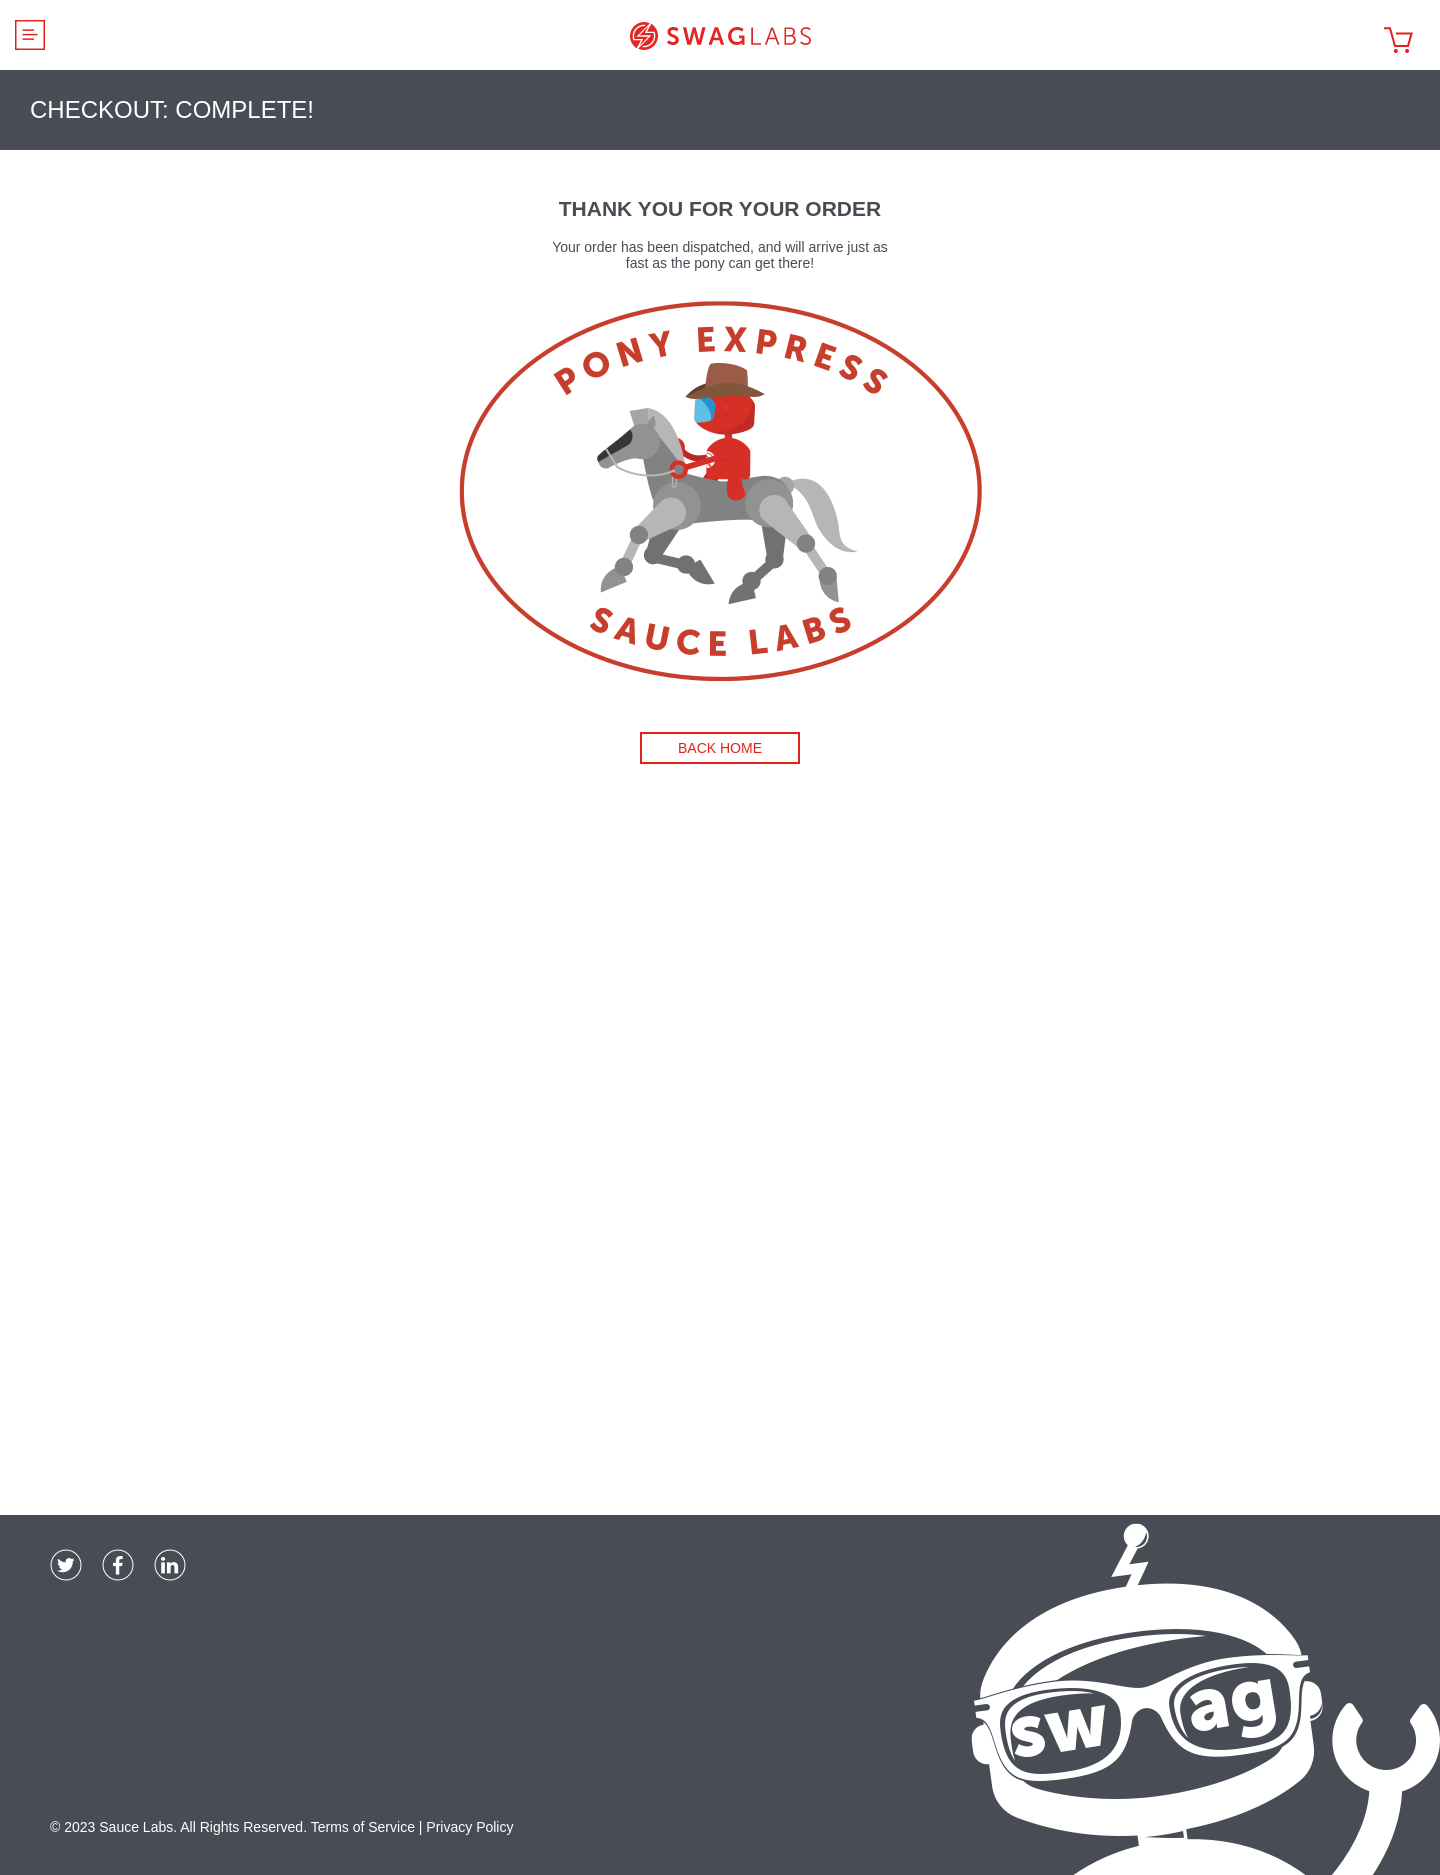 SWAGLABS
CHECKOUT: COMPLETE!
THANK YOU FOR YOUR ORDER
Your order has been dispatched, and will arrive just as
fast as the pony can get there!
PONY EXPRESS
SAUCE LABS
BACK HOME
swag
© 2023 Sauce Labs. All Rights Reserved. Terms of Service | Privacy Policy